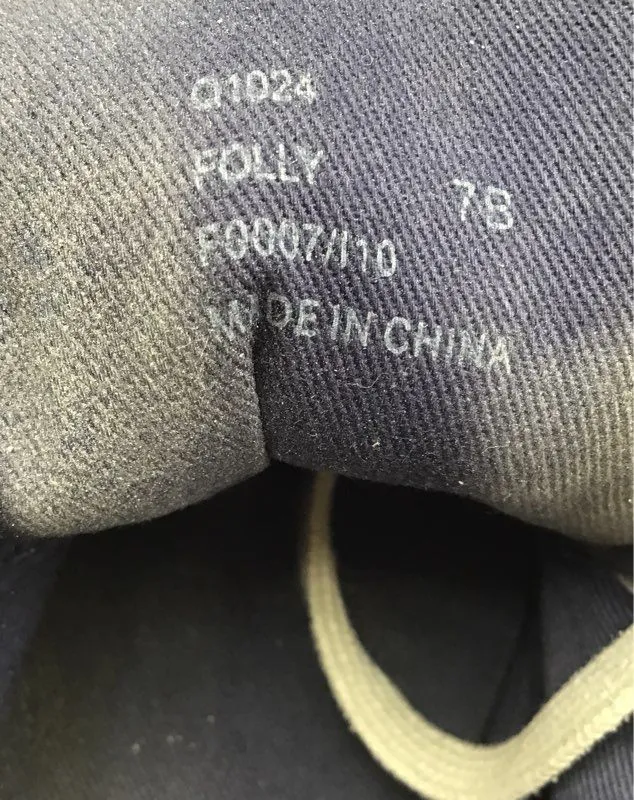 Q1024
FOLLY
7B
F0007/I10
MADE IN CHINA